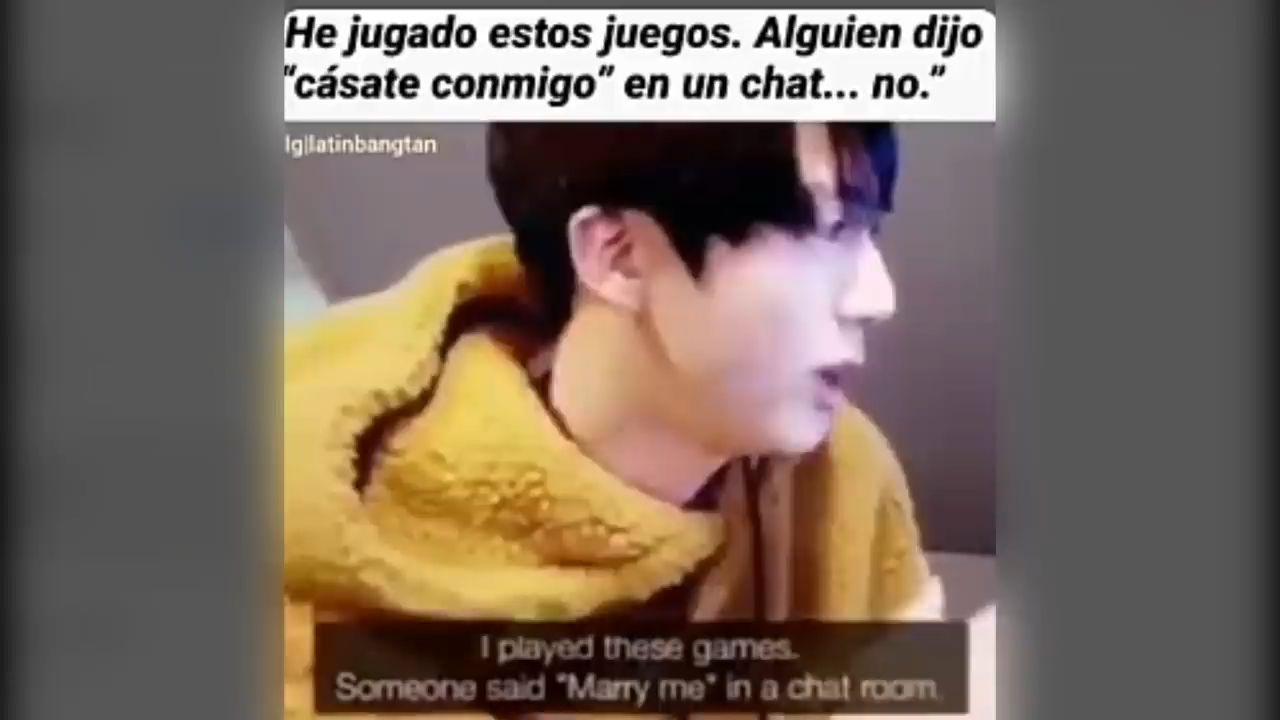 He jugado estos juegos. Alguien dijo
“cásate conmigo” en un chat... no.”
Ig|latinbangtan
I played these games.
Someone said "Marry me" in a chat room.